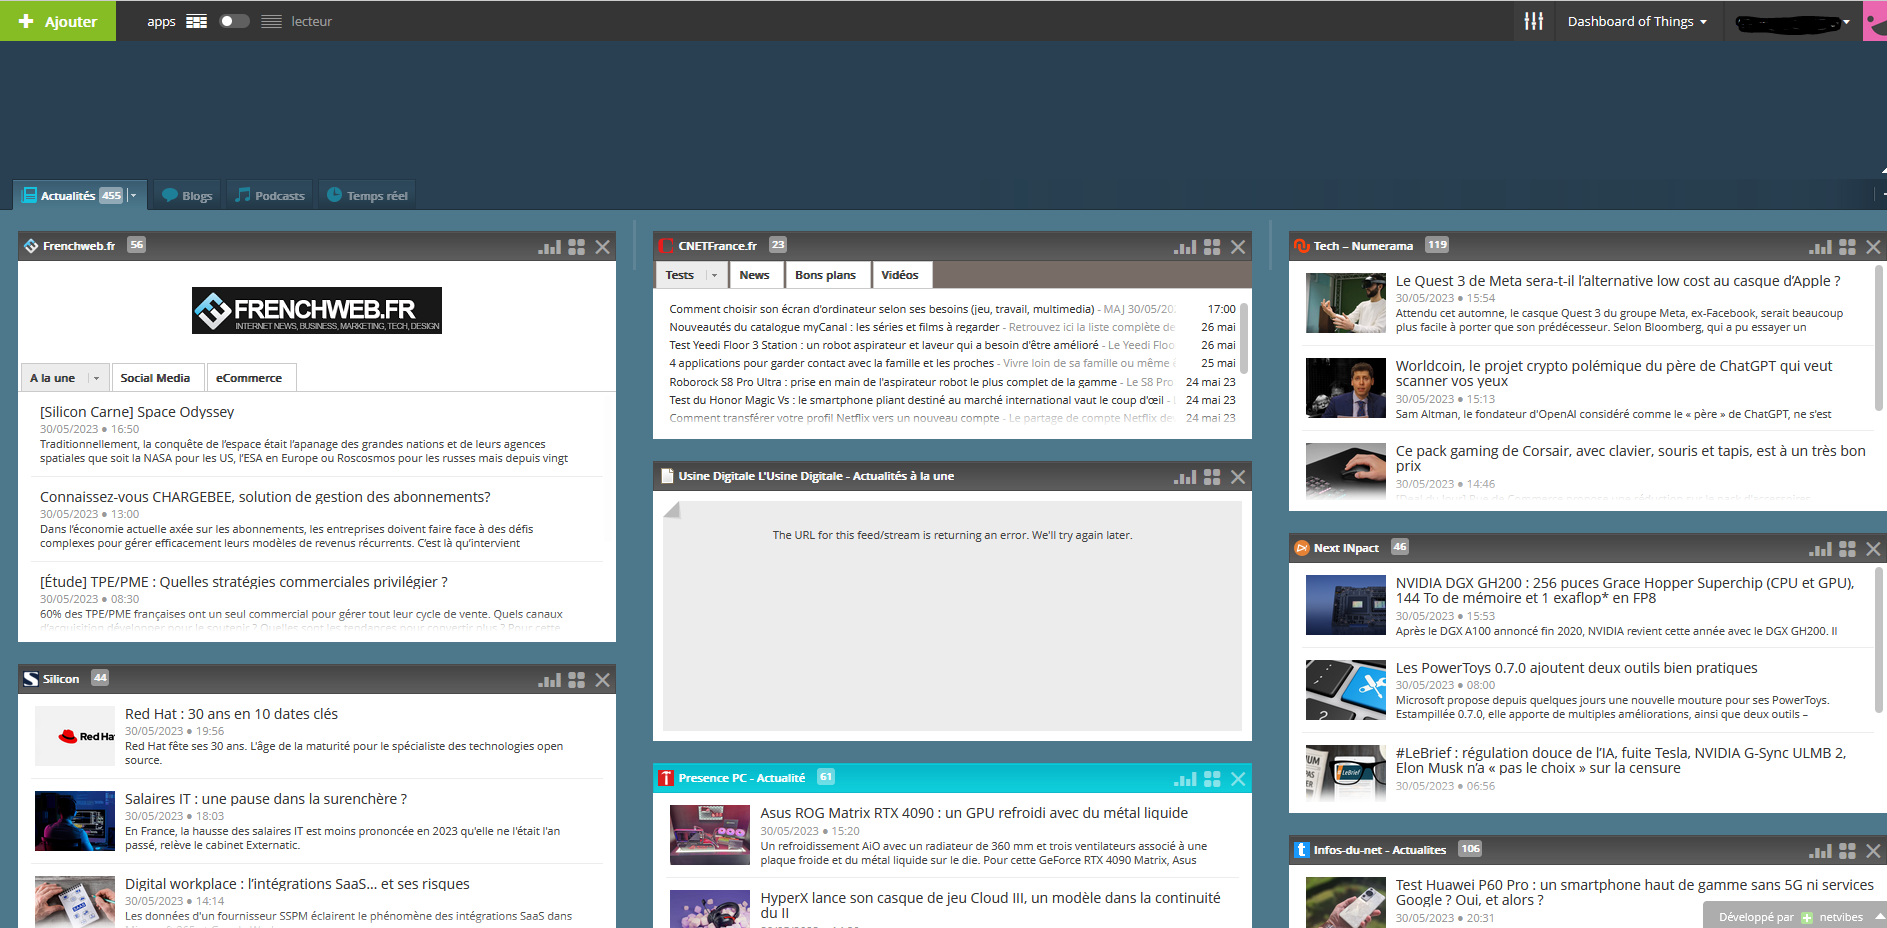 Ajouter
apps
lecteur
Dashboard of Things
Actualités 455
Blogs
Podcasts
Temps réel
Frenchweb.fr 56
FRENCHWEB.FR
INTERNET NEWS, BUSINESS, MARKETING, TECH, DESIGN
A la une
Social Media
eCommerce
[Silicon Carne] Space Odyssey
30/05/2023 ● 16:50
Traditionnellement, la conquête de l'espace était l'apanage des grandes nations et de leurs agences
spatiales que soit la NASA pour les US, l'ESA en Europe ou Roscosmos pour les russes mais depuis vingt
Connaissez-vous CHARGEBEE, solution de gestion des abonnements?
30/05/2023 ● 13:00
Dans l'économie actuelle axée sur les abonnements, les entreprises doivent faire face à des défis
complexes pour gérer efficacement leurs modèles de revenus récurrents. C'est là qu'intervient
[Étude] TPE/PME : Quelles stratégies commerciales privilégier ?
30/05/2023 ● 08:30
60% des TPE/PME françaises ont un seul commercial pour gérer tout leur cycle de vente. Quels canaux
d'acquisition développer pour le soutenir ? Quelles sont les tendances pour convertir plus ? Pour cette
Silicon 44
Red Hat
Red Hat : 30 ans en 10 dates clés
30/05/2023 ● 19:56
Red Hat fête ses 30 ans. L'âge de la maturité pour le spécialiste des technologies open
source.
Salaires IT : une pause dans la surenchère ?
30/05/2023 ● 18:03
En France, la hausse des salaires IT est moins prononcée en 2023 qu'elle ne l'était l'an
passé, relève le cabinet Externatic.
SAAS
Digital workplace : l'intégrations SaaS… et ses risques
30/05/2023 ● 14:14
Les données d'un fournisseur SSPM éclairent le phénomène des intégrations SaaS dans
CNETFrance.fr 23
Tests
News
Bons plans
Vidéos
Comment choisir son écran d'ordinateur selon ses besoins (jeu, travail, multimedia) - MAJ 30/05/202 17:00
Nouveautés du catalogue myCanal : les séries et films à regarder - Retrouvez ici la liste complète de 26 mai
Test Yeedi Floor 3 Station : un robot aspirateur et laveur qui a besoin d'être amélioré - Le Yeedi Floo 26 mai
4 applications pour garder contact avec la famille et les proches - Vivre loin de sa famille ou même 25 mai
Roborock S8 Pro Ultra : prise en main de l'aspirateur robot le plus complet de la gamme - Le S8 Pro 24 mai 23
Test du Honor Magic Vs : le smartphone pliant destiné au marché international vaut le coup d'œil - 24 mai 23
Comment transférer votre profil Netflix vers un nouveau compte - Le partage de compte Netflix de 24 mai 23
Usine Digitale L'Usine Digitale - Actualités à la une
The URL for this feed/stream is returning an error. We'll try again later.
Presence PC - Actualité 61
Asus ROG Matrix RTX 4090 : un GPU refroidi avec du métal liquide
30/05/2023 ● 15:20
Un refroidissement AiO avec un radiateur de 360 mm et trois ventilateurs associé à une
plaque froide et du métal liquide sur le die. Pour cette GeForce RTX 4090 Matrix, Asus
HyperX lance son casque de jeu Cloud III, un modèle dans la continuité
du II
Tech – Numerama 119
Le Quest 3 de Meta sera-t-il l'alternative low cost au casque d'Apple ?
30/05/2023 ● 15:54
Attendu cet automne, le casque Quest 3 du groupe Meta, ex-Facebook, serait beaucoup
plus facile à porter que son prédécesseur. Selon Bloomberg, qui a pu essayer un
Worldcoin, le projet crypto polémique du père de ChatGPT qui veut
scanner vos yeux
30/05/2023 ● 15:13
Sam Altman, le fondateur d'OpenAI considéré comme le « père » de ChatGPT, ne s'est
Ce pack gaming de Corsair, avec clavier, souris et tapis, est à un très bon
prix
30/05/2023 ● 14:46
[Deal du jour] Rue du Commerce propose une réduction sur le pack d'accessoires
Next INpact 46
NVIDIA DGX GH200 : 256 puces Grace Hopper Superchip (CPU et GPU),
144 To de mémoire et 1 exaflop* en FP8
30/05/2023 ● 15:53
Après le DGX A100 annoncé fin 2020, NVIDIA revient cette année avec le DGX GH200. Il
Les PowerToys 0.7.0 ajoutent deux outils bien pratiques
30/05/2023 ● 08:00
Microsoft propose depuis quelques jours une nouvelle mouture pour ses PowerToys.
Estampillée 0.7.0, elle apporte de multiples améliorations, ainsi que deux outils –
LeBrief
#LeBrief : régulation douce de l'IA, fuite Tesla, NVIDIA G-Sync ULMB 2,
Elon Musk n'a « pas le choix » sur la censure
30/05/2023 ● 06:56
Infos-du-net - Actualites 106
Test Huawei P60 Pro : un smartphone haut de gamme sans 5G ni services
Google ? Oui, et alors ?
30/05/2023 ● 20:31
Développé par netvibes